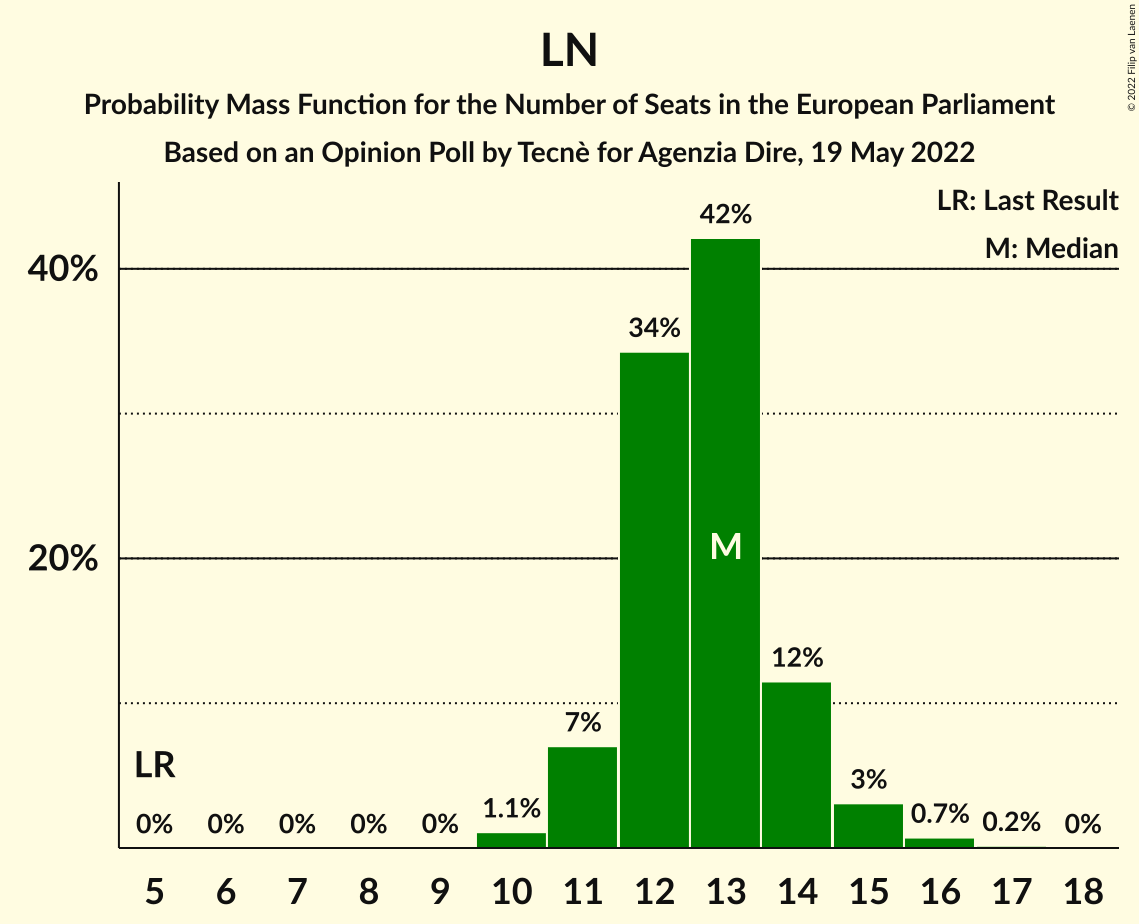 LN
Probability Mass Function for the Number of Seats in the European Parliament
Based on an Opinion Poll by Tecnè for Agenzia Dire, 19 May 2022
© 2022 Filip van Laenen
LR: Last Result
M: Median
40%
20%
42%
34%
M
12%
7%
LR
3%
1.1%
0.7%
0.2%
0% 0% 0% 0% 0% 0%
5 6 7 8 9 10 11 12 13 14 15 16 17 18